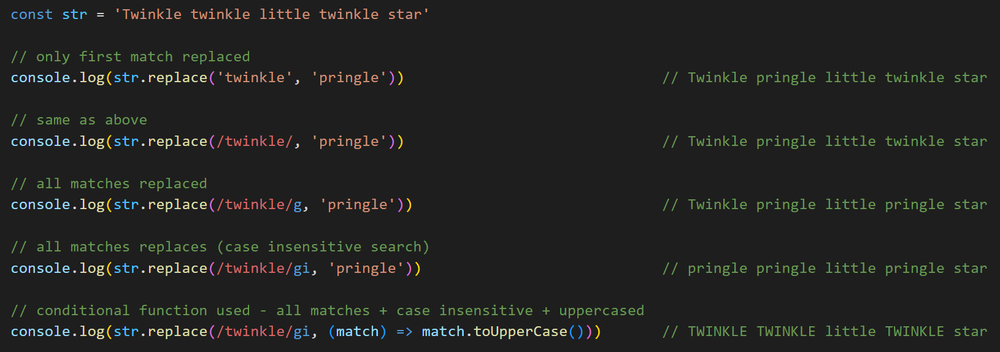 const str = 'Twinkle twinkle little twinkle star'
// only first match replaced
console.log(str.replace('twinkle', 'pringle')) // Twinkle pringle little twinkle star
// same as above
console.log(str.replace(/twinkle/, 'pringle')) // Twinkle pringle little twinkle star
// all matches replaced
console.log(str.replace(/twinkle/g, 'pringle')) // Twinkle pringle little pringle star
// all matches replaces (case insensitive search)
console.log(str.replace(/twinkle/gi, 'pringle')) // pringle pringle little pringle star
// conditional function used - all matches + case insensitive + uppercased
console.log(str.replace(/twinkle/gi, (match) => match.toUpperCase())) // TWINKLE TWINKLE little TWINKLE star